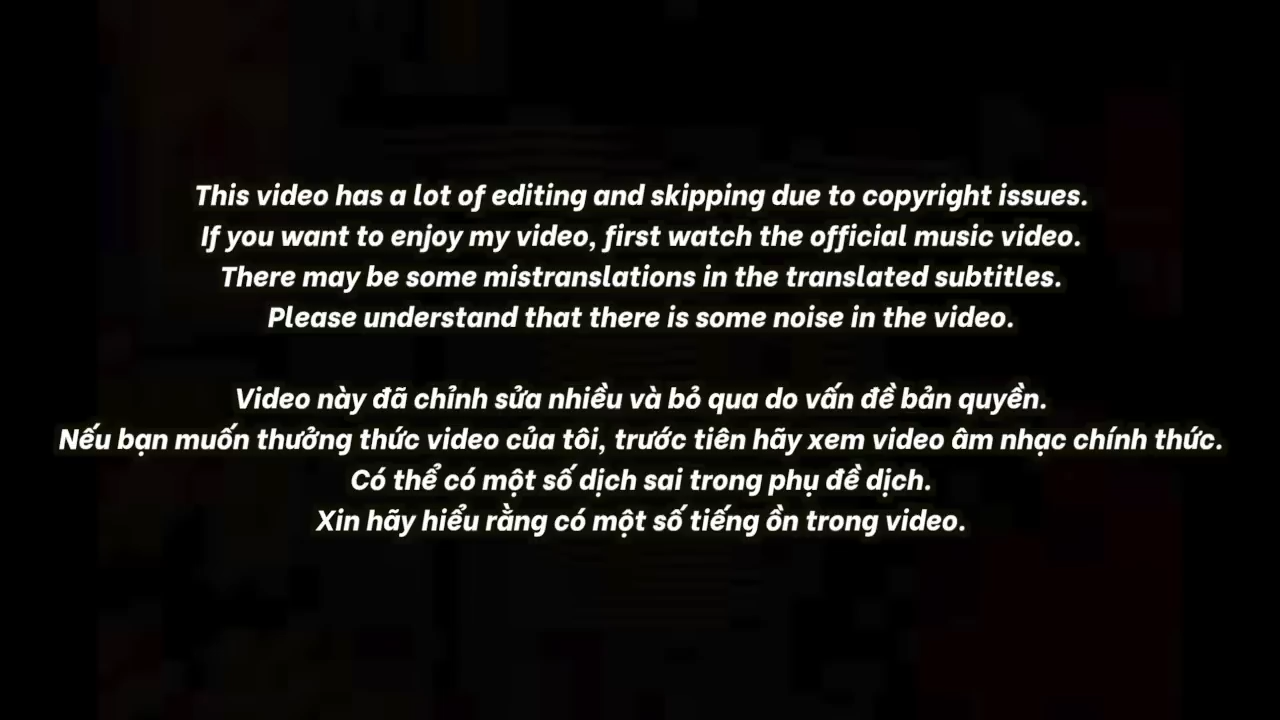 This video has a lot of editing and skipping due to copyright issues.
If you want to enjoy my video, first watch the official music video.
There may be some mistranslations in the translated subtitles.
Please understand that there is some noise in the video.
Video này đã chỉnh sửa nhiều và bỏ qua do vấn đề bản quyền.
Nếu bạn muốn thưởng thức video của tôi, trước tiên hãy xem video âm nhạc chính thức.
Có thể có một số dịch sai trong phụ đề dịch.
Xin hãy hiểu rằng có một số tiếng ồn trong video.